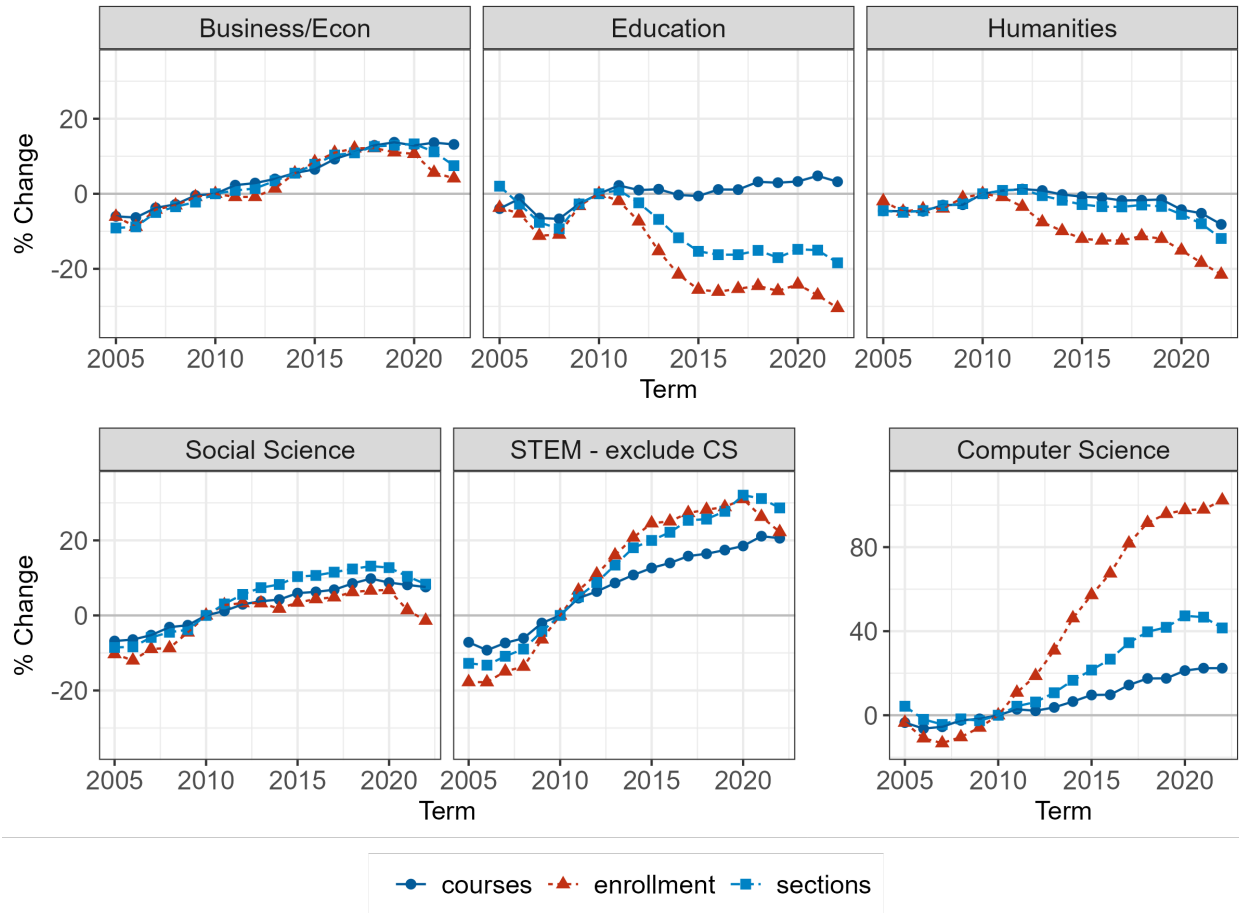 Business/Econ
Education
Humanities
% Change
20
0
-20
2005 2010 2015 2020
2005 2010 2015 2020
2005 2010 2015 2020
Term
Social Science
STEM - exclude CS
Computer Science
% Change
20
0
-20
80
40
0
2005 2010 2015 2020
2005 2010 2015 2020
2005 2010 2015 2020
Term
Term
courses enrollment sections